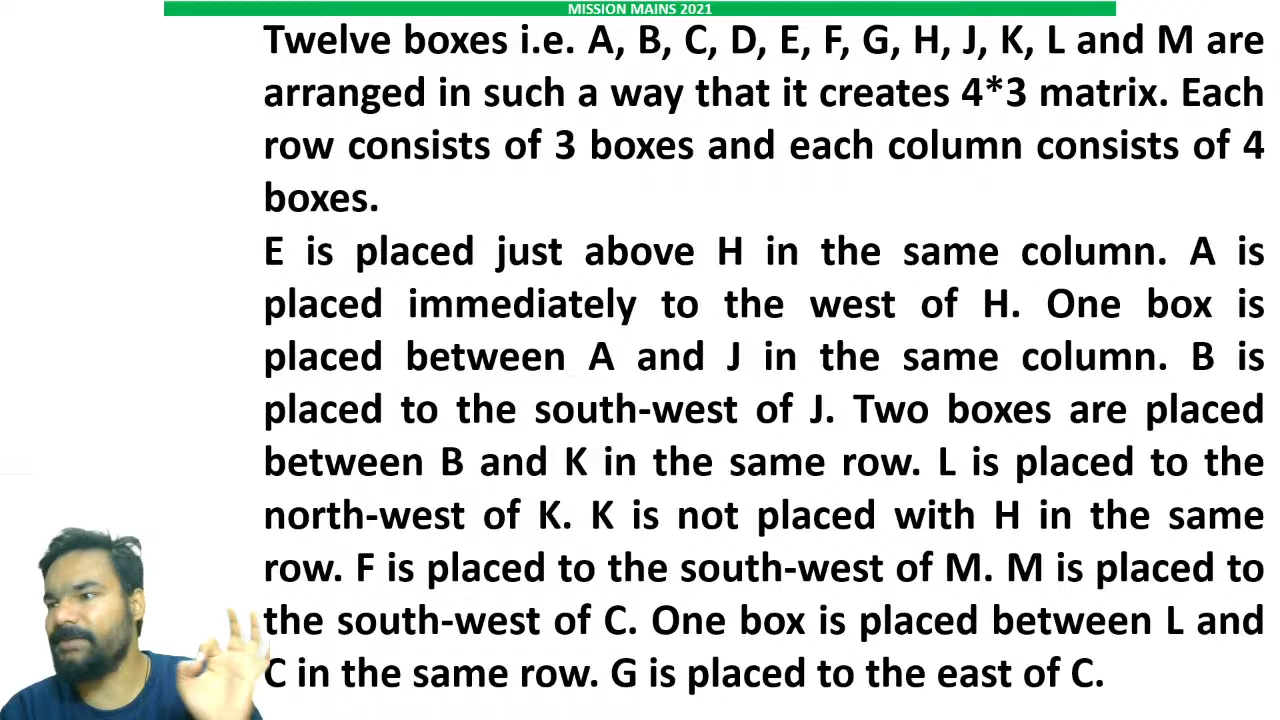 MISSION MAINS 2021
Twelve boxes i.e. A, B, C, D, E, F, G, H, J, K, L and M are
arranged in such a way that it creates 4*3 matrix. Each
row consists of 3 boxes and each column consists of 4
boxes.
E is placed just above H in the same column. A is
placed immediately to the west of H. One box is
placed between A and J in the same column. B is
placed to the south-west of J. Two boxes are placed
between B and K in the same row. L is placed to the
north-west of K. K is not placed with H in the same
row. F is placed to the south-west of M. M is placed to
the south-west of C. One box is placed between L and
C in the same row. G is placed to the east of C.